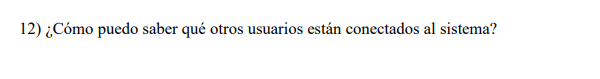 12) ¿Cómo puedo saber qué otros usuarios están conectados al sistema?